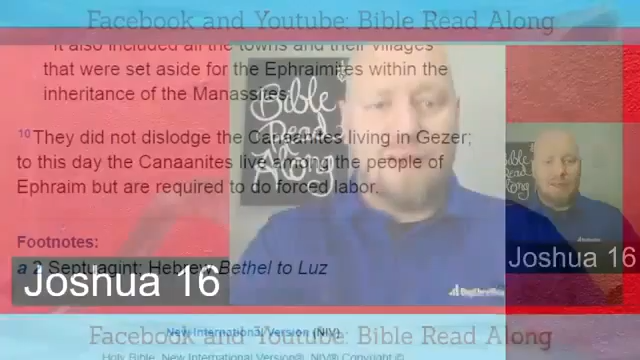 Facebook and Youtube: Bible Read Along
It also included all the towns and their villages
that were set aside for the Ephraimites within the
inheritance of the Manassites.
10 They did not dislodge the Canaanites living in Gezer;
to this day the Canaanites live among the people of
Ephraim but are required to do forced labor.
Footnotes:
a 2 Septuagint; Hebrew Bethel to Luz
Joshua 16
Bible
Read
Along
Bible
Read
Along
Joshua 16
New International Version (NIV)
Facebook and Youtube: Bible Read Along
Holy Bible, New International Version®, NIV® Copyright ©